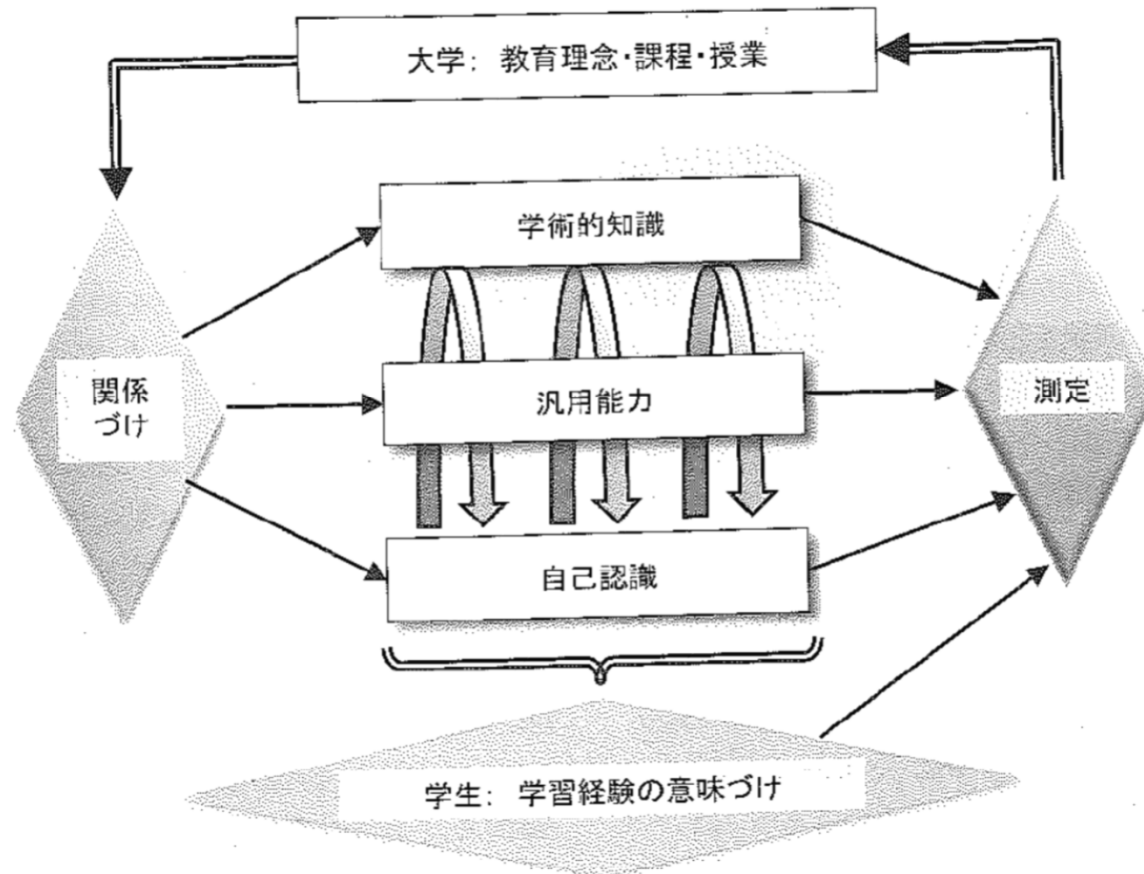 大学: 教育理念・課程・授業
学術的知識
関係
づけ
汎用能力
測定
自己認識
学生: 学習経験の意味づけ